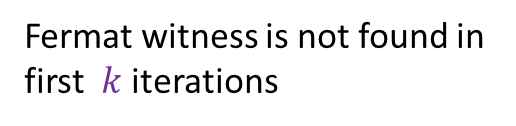 Fermat witness is not found in
first k iterations